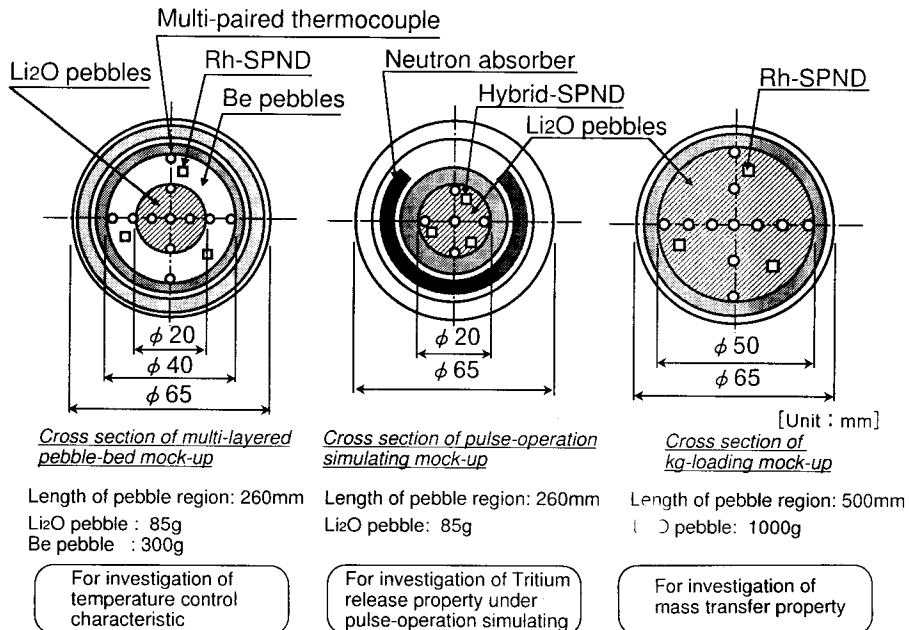 Multi-paired thermocouple
Li2O pebbles
Rh-SPND
Be pebbles
Neutron absorber
Hybrid-SPND
Li2O pebbles
Rh-SPND
ϕ 20
ϕ 40
ϕ 65
ϕ 20
ϕ 65
ϕ 50
ϕ 65
[Unit : mm]
Cross section of multi-layered
pebble-bed mock-up
Length of pebble region: 260mm
Li2O pebble : 85g
Be pebble : 300g
For investigation of
temperature control
characteristic
Cross section of pulse-operation
simulating mock-up
Length of pebble region: 260mm
Li2O pebble: 85g
For investigation of Tritium
release property under
pulse-operation simulating
Cross section of
kg-loading mock-up
Length of pebble region: 500mm
O pebble: 1000g
For investigation of
mass transfer property